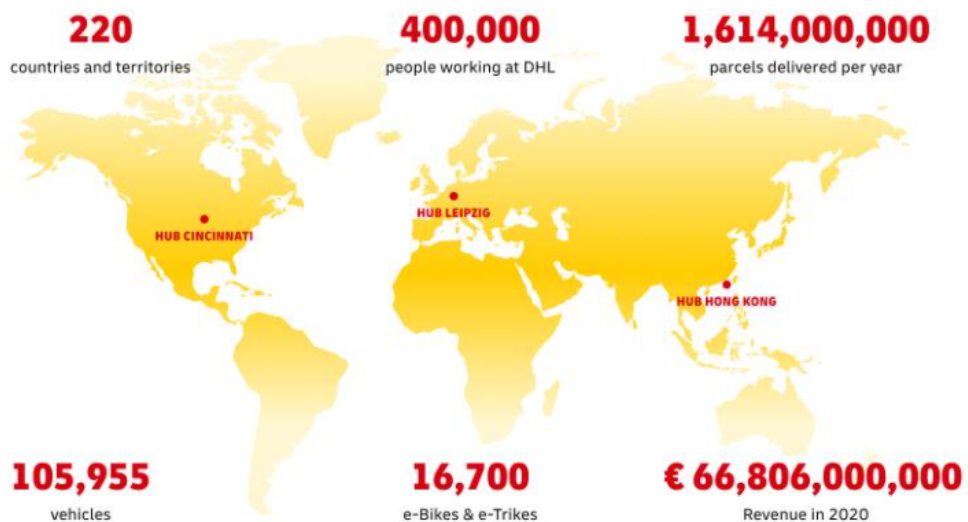 220
countries and territories
400,000
people working at DHL
1,614,000,000
parcels delivered per year
HUB CINCINNATI
HUB LEIPZIG
HUB HONG KONG
105,955
vehicles
16,700
e-Bikes & e-Trikes
€ 66,806,000,000
Revenue in 2020